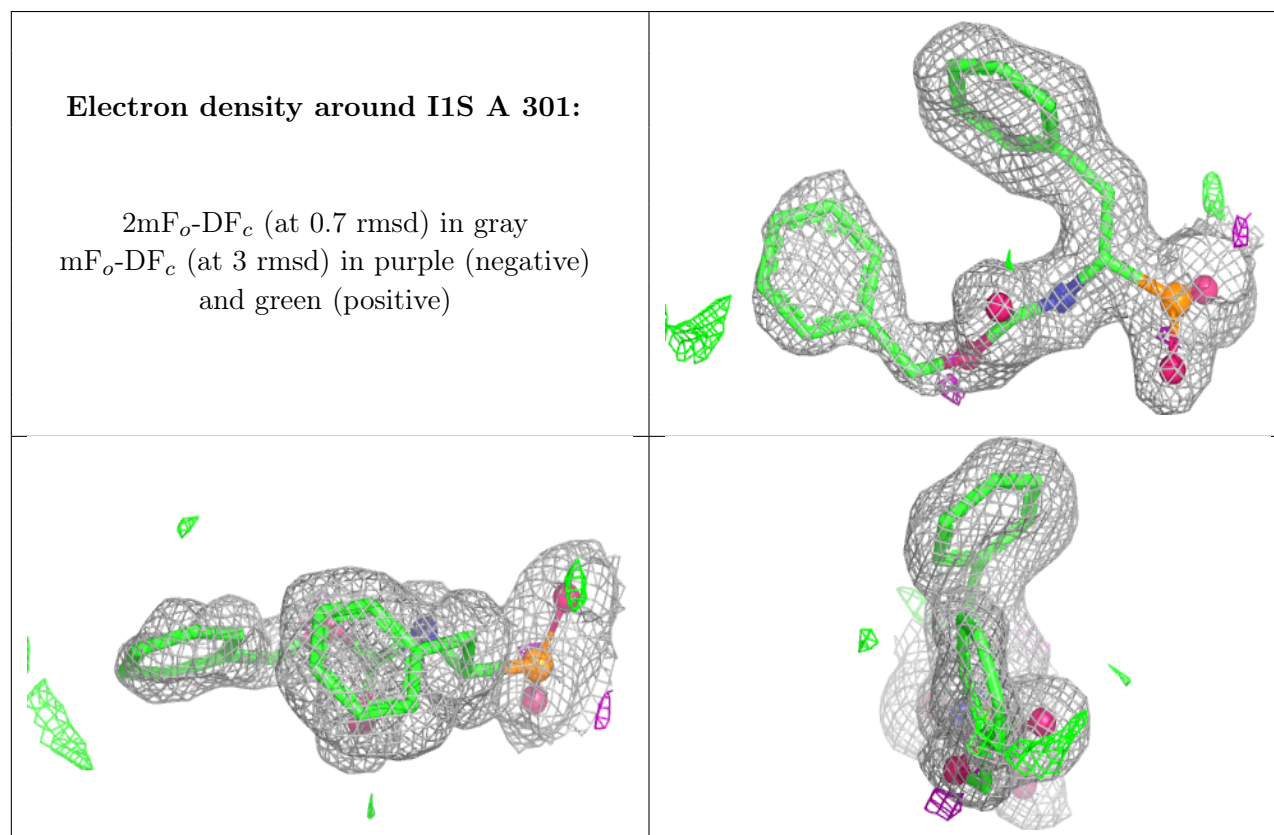 Electron density around I1S A 301:
2mFo-DFc (at 0.7 rmsd) in gray
mFo-DFc (at 3 rmsd) in purple (negative)
and green (positive)